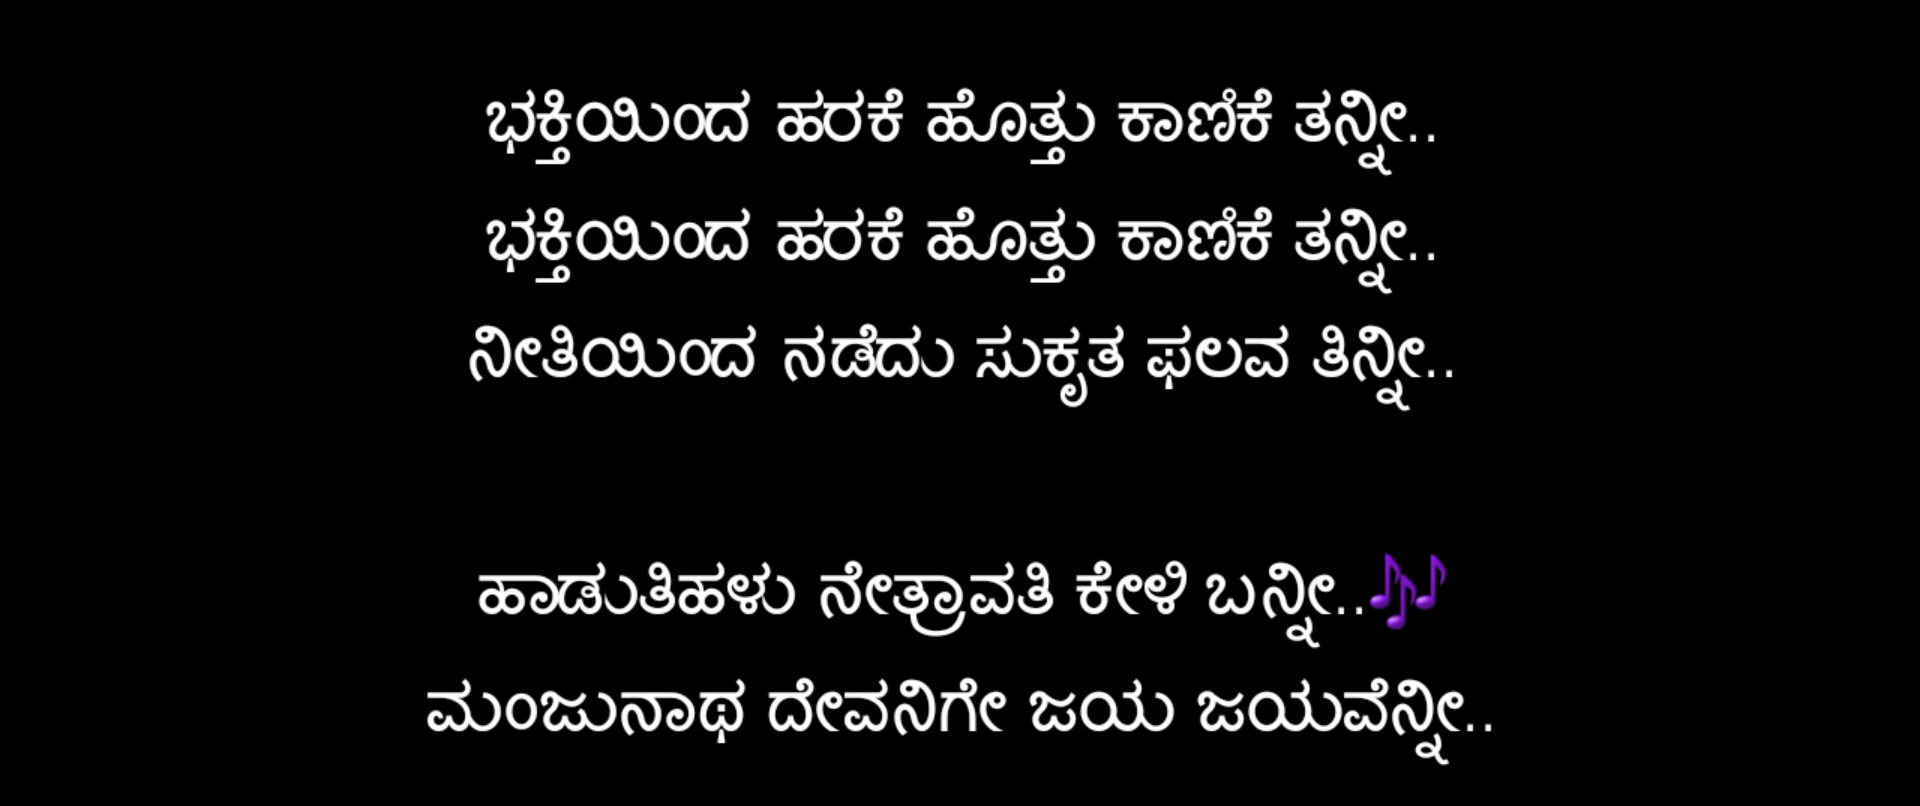 ಭಕ್ತಿಯಿಂದ ಹರಕೆ ಹೊತ್ತು ಕಾಣಿಕೆ ತನ್ನೀ..
ಭಕ್ತಿಯಿಂದ ಹರಕೆ ಹೊತ್ತು ಕಾಣಿಕೆ ತನ್ನೀ..
ನೀತಿಯಿಂದ ನಡೆದು ಸುಕೃತ ಫಲವ ತಿನ್ನೀ..
ಹಾಡುತಿಹಳು ನೇತ್ರಾವತಿ ಕೇಳಿ ಬನ್ನೀ..🎶
ಮಂಜುನಾಥ ದೇವನಿಗೇ ಜಯ ಜಯವೆನ್ನೀ..